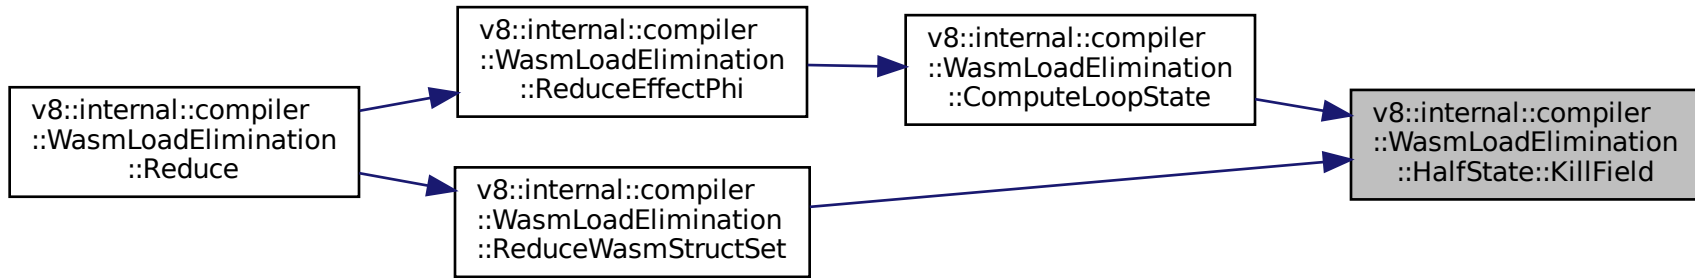 v8::internal::compiler
::WasmLoadElimination
::Reduce
v8::internal::compiler
::WasmLoadElimination
::ReduceEffectPhi
v8::internal::compiler
::WasmLoadElimination
::ReduceWasmStructSet
v8::internal::compiler
::WasmLoadElimination
::ComputeLoopState
v8::internal::compiler
::WasmLoadElimination
::HalfState::KillField